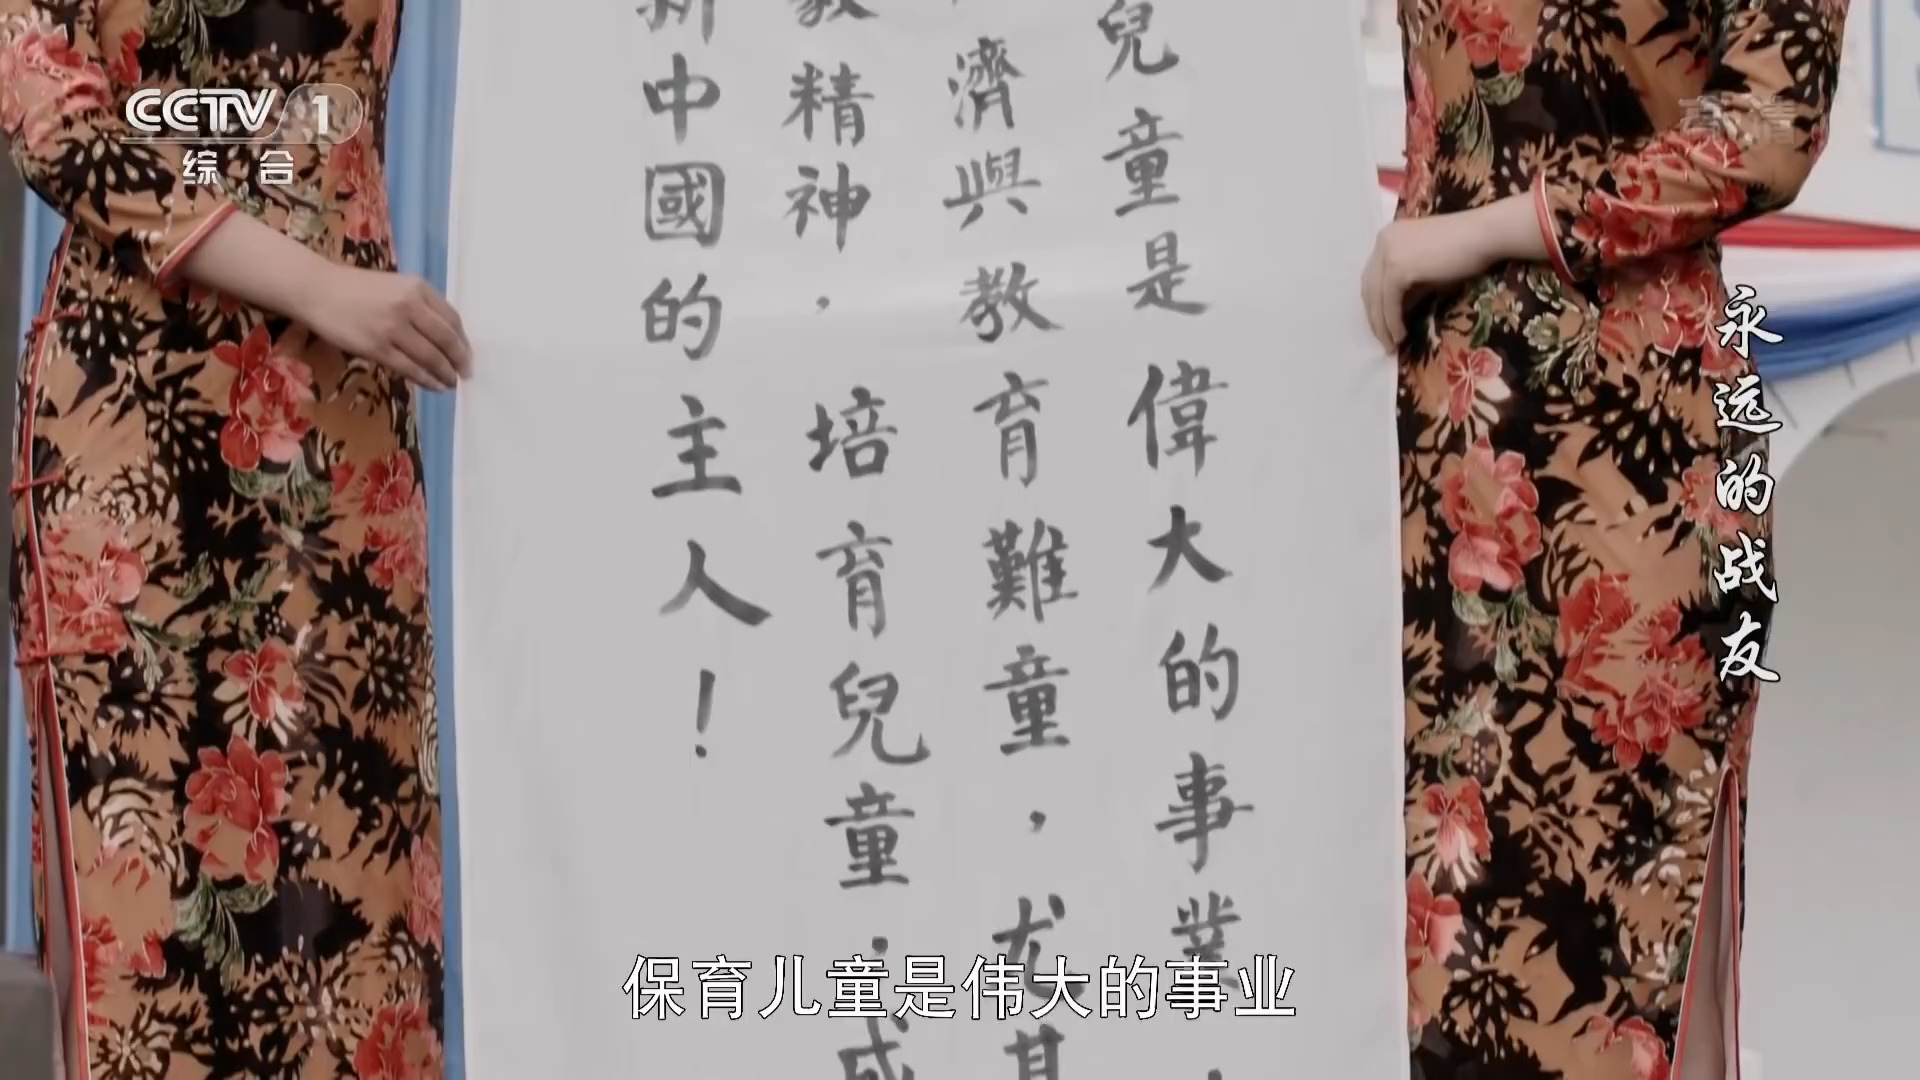 CCTV 1
综合
兒童是偉大的事業，
濟與教育難童，尤其
教精神，培育兒童，成
新中國的主人！
永远的战友
保育儿童是伟大的事业